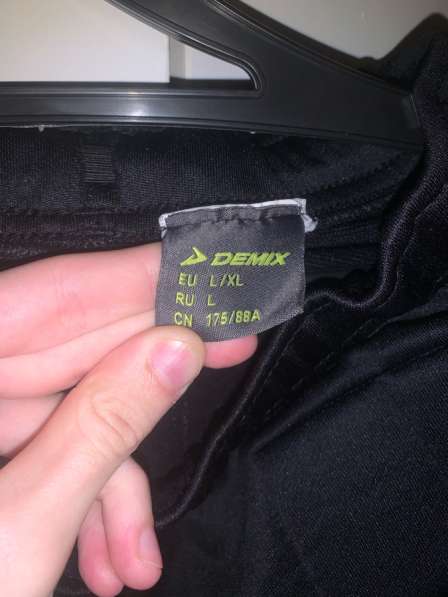 DEMIX
EU L/XL
RU L
CN 175/88A